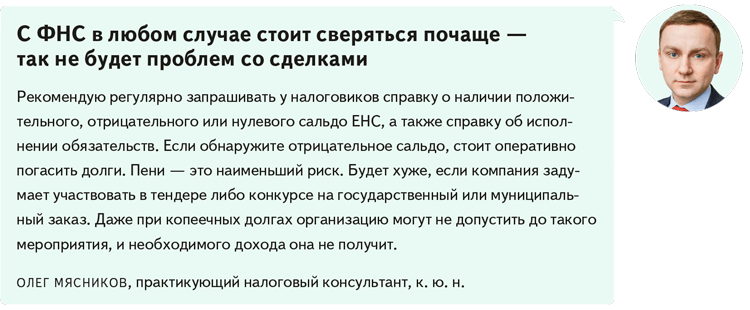 С ФНС в любом случае стоит сверяться почаще —
так не будет проблем со сделками
Рекомендую регулярно запрашивать у налоговиков справку о наличии положи-
тельного, отрицательного или нулевого сальдо ЕНС, а также справку об испол-
нении обязательств. Если обнаружите отрицательное сальдо, стоит оперативно
погасить долги. Пени — это наименьший риск. Будет хуже, если компания заду-
мает участвовать в тендере либо конкурсе на государственный или муниципаль-
ный заказ. Даже при копеечных долгах организацию могут не допустить до такого
мероприятия, и необходимого дохода она не получит.
ОЛЕГ МЯСНИКОВ, практикующий налоговый консультант, к. ю. н.